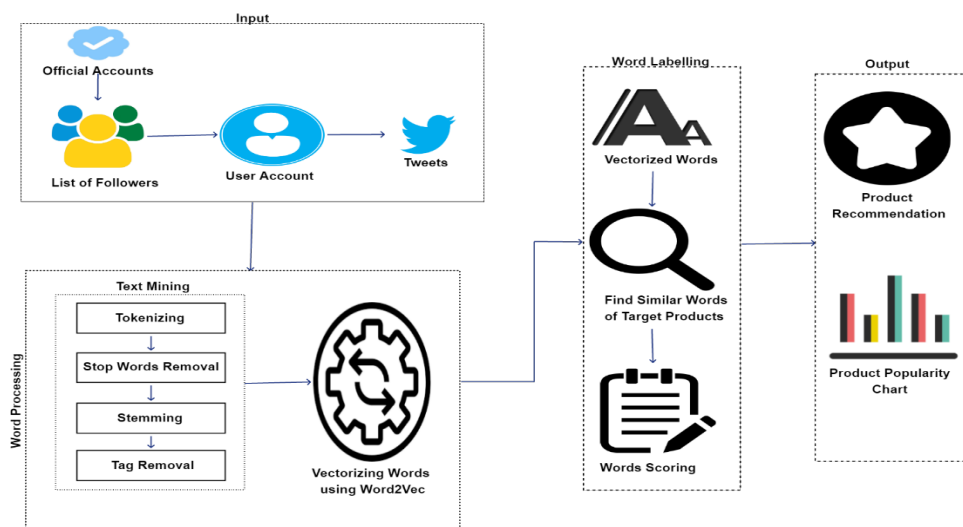 Input
Official Accounts
List of Followers
User Account
Tweets
Word Processing
Text Mining
Tokenizing
Stop Words Removal
Stemming
Tag Removal
Vectorizing Words
using Word2Vec
Word Labelling
Vectorized Words
Find Similar Words
of Target Products
Words Scoring
Output
Product
Recommendation
Product Popularity
Chart